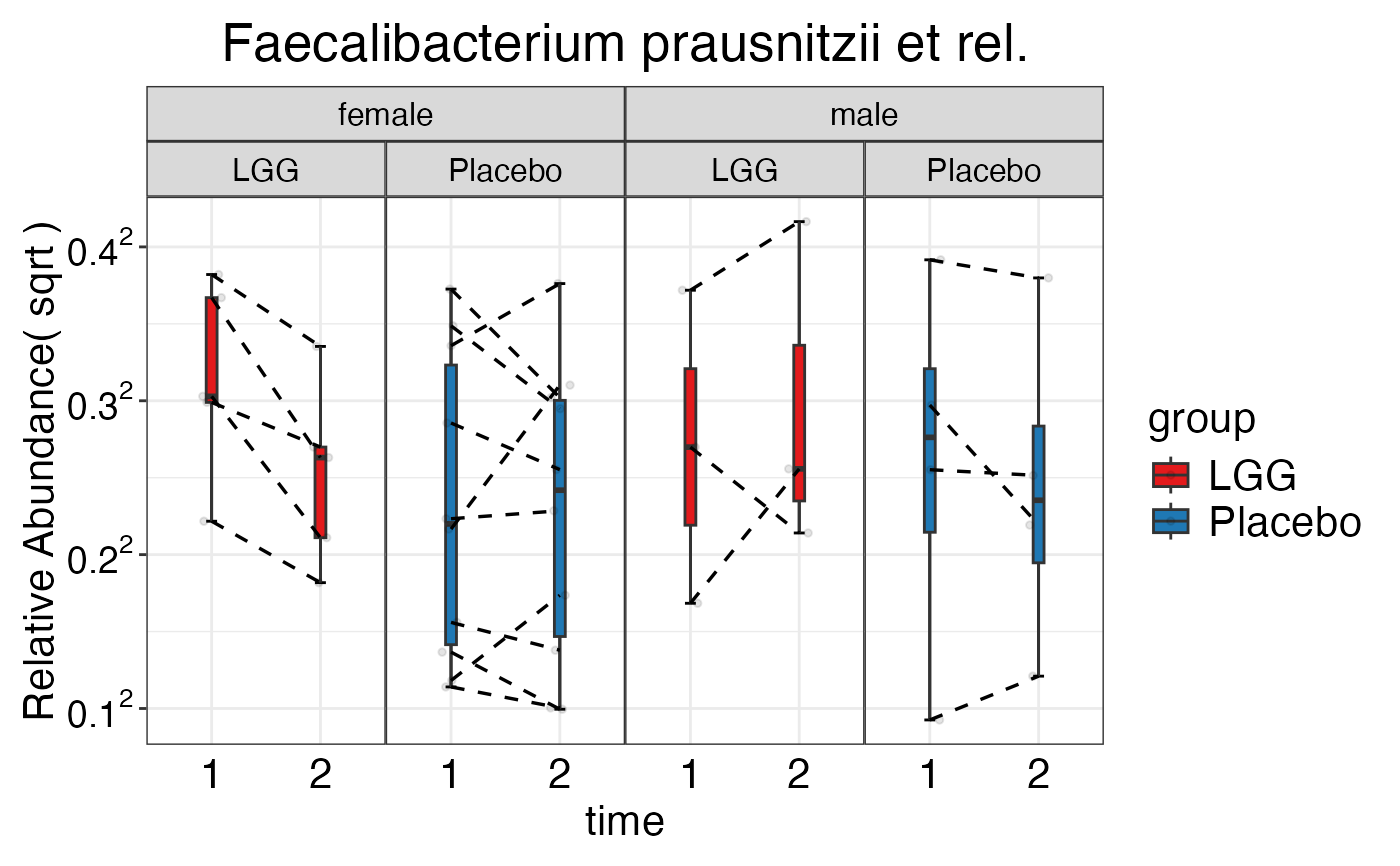 Faecalibacterium prausnitzii et rel.
female male
LGG Placebo LGG Placebo
Relative Abundance( sqrt )
0.4²
0.3²
0.2²
0.1²
1 2 1 2 1 2 1 2
time
group
LGG
Placebo